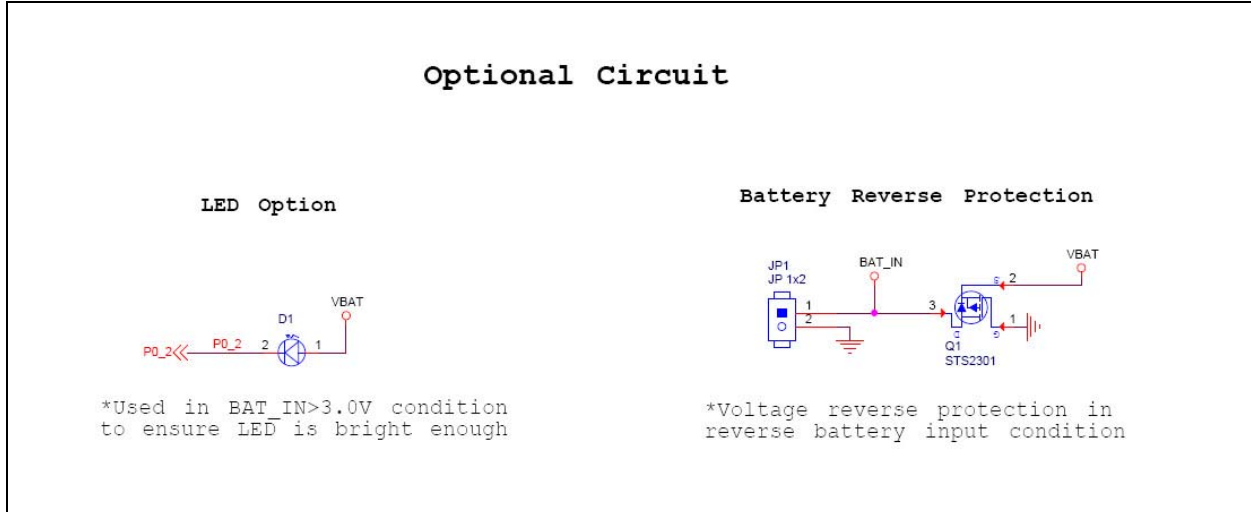 Optional Circuit
LED Option
VBAT
D1
P0_2
P0_2
2
1
*Used in BAT_IN>3.0V condition
to ensure LED is bright enough
Battery Reverse Protection
JP1
JP 1x2
BAT_IN
VBAT
1
2
3
S
2
D
G
1
Q1
STS2301
*Voltage reverse protection in
reverse battery input condition